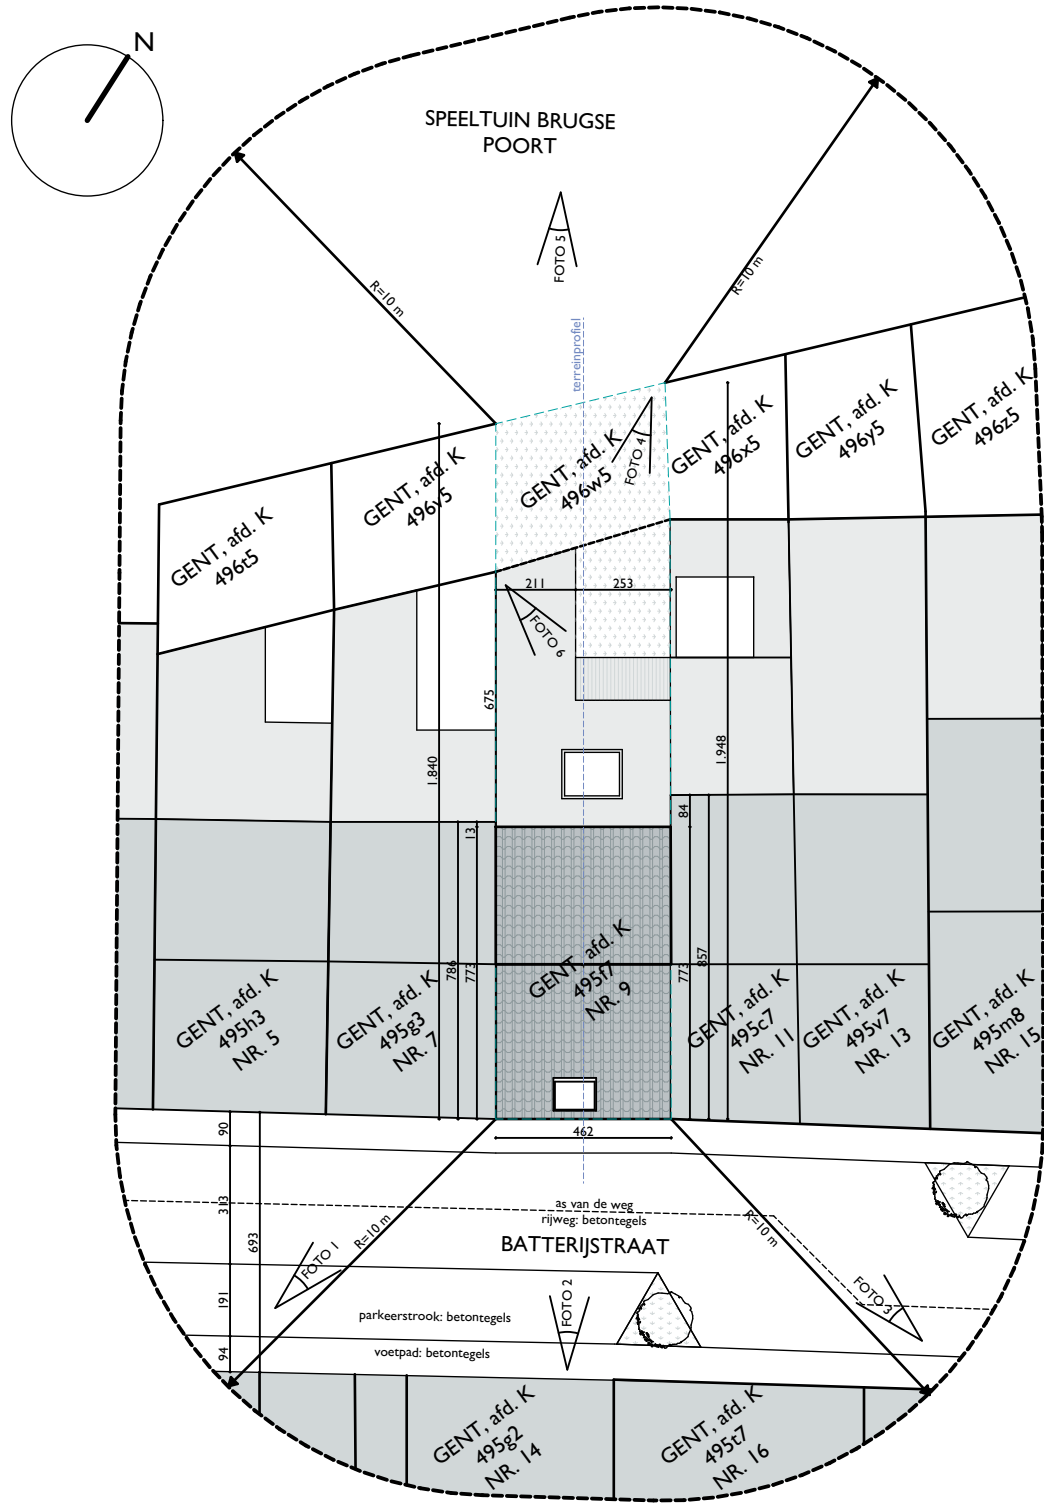 N
SPEELTUIN BRUGSE
POORT
FOTO 5
R=10 m
R=10 m
terreinprofiel
GENT, afd. K
496t5
GENT, afd. K
496v5
GENT, afd. K
496w5
FOTO 4
GENT, afd. K
496x5
GENT, afd. K
496y5
GENT, afd. K
496z5
211
253
FOTO 6
675
1.840
1.948
13
84
786
773
773
857
GENT, afd. K
495h3
NR. 5
GENT, afd. K
495g3
NR. 7
GENT, afd. K
495f7
NR. 9
GENT, afd. K
495c7
NR. 11
GENT, afd. K
495v7
NR. 13
GENT, afd. K
495m8
NR. 15
90
462
313
693
as van de weg
rijweg: betontegels
BATTERIJSTRAAT
R=10 m
R=10 m
FOTO 1
FOTO 2
FOTO 3
191
parkeerstrook: betontegels
94
voetpad: betontegels
GENT, afd. K
495g2
NR. 14
GENT, afd. K
495t7
NR. 16